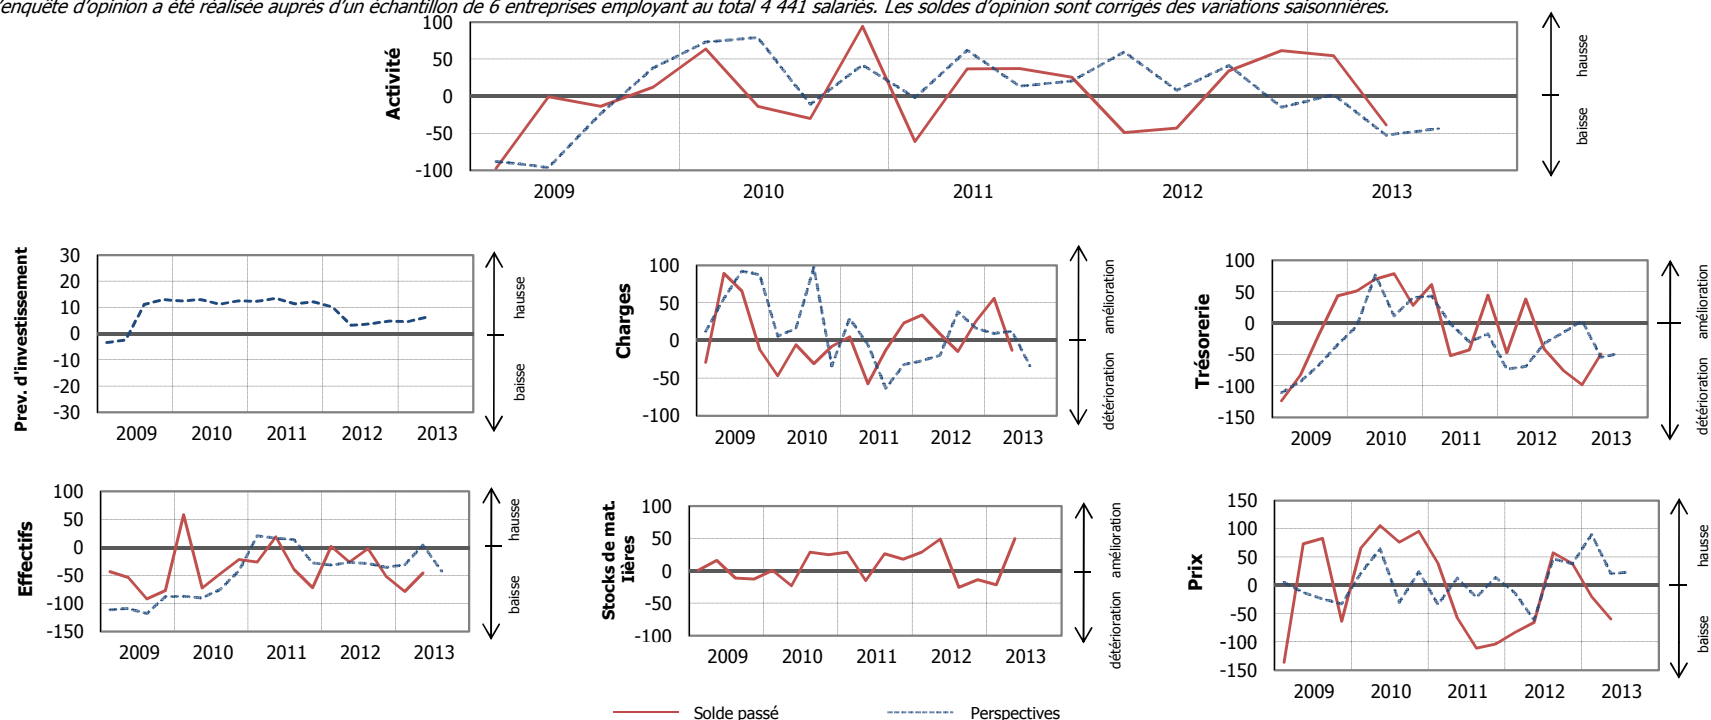 'enquête d'opinion a été réalisée auprès d'un échantillon de 6 entreprises employant au total 4 441 salariés. Les soldes d'opinion sont corrigés des variations saisonnières.
Activité
100
50
0
-50
-100
2009 2010 2011 2012 2013
hausse
baisse
Prev. d'investissement
30
20
10
0
-10
-20
-30
2009 2010 2011 2012 2013
hausse
baisse
Charges
100
50
0
-50
-100
2009 2010 2011 2012 2013
amélioration
détérioration
Trésorerie
100
50
0
-50
-100
-150
2009 2010 2011 2012 2013
amélioration
détérioration
Effectifs
100
50
0
-50
-100
-150
2009 2010 2011 2012 2013
hausse
baisse
Stocks de mat.
Iières
100
50
0
-50
-100
2009 2010 2011 2012 2013
amélioration
détérioration
Prix
150
100
50
0
-50
-100
-150
2009 2010 2011 2012 2013
hausse
baisse
Solde passé Perspectives